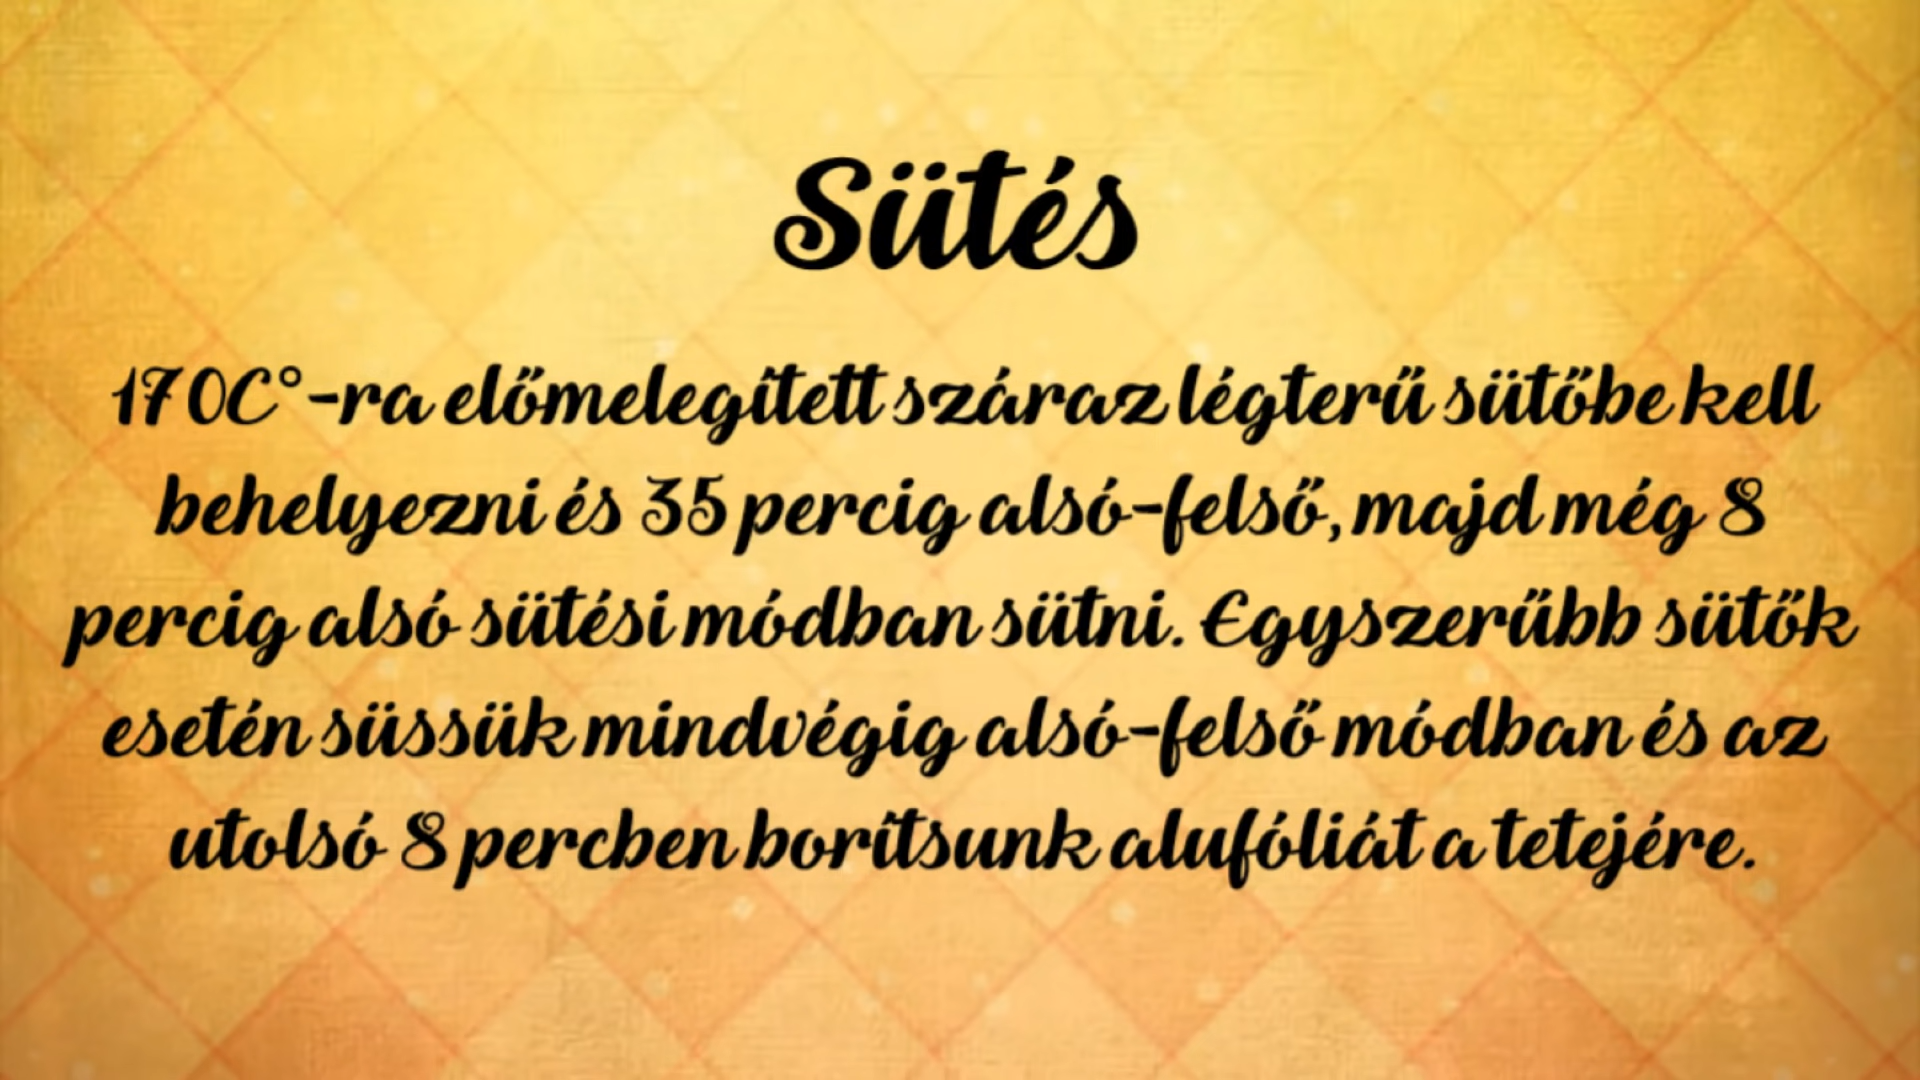 Sütés
170C°-ra előmelegített száraz légterű sütőbe kell
behelyezni és 35 percig alsó-felső, majd még 8
percig alsó sütési módban sütni. Egyszerűbb sütők
esetén süssük mindvégig alsó-felső módban és az
utolsó 8 percben borítsunk alufóliát a tetejére.